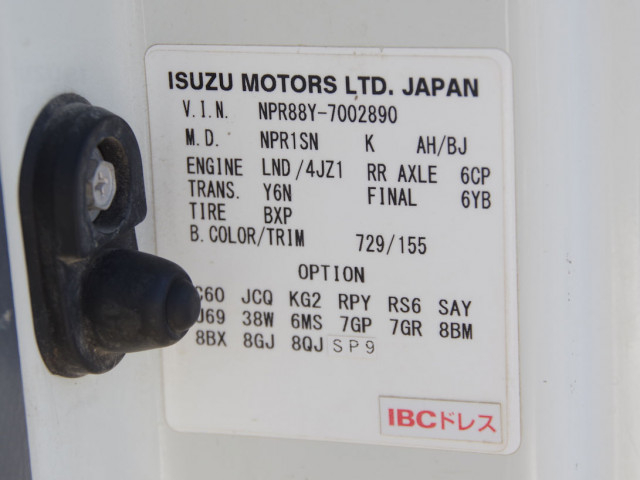 ISUZU MOTORS LTD. JAPAN
V.I.N. NPR88Y-7002890
M.D. NPR1SN K AH/BJ
ENGINE LND/4JZ1 RR AXLE 6CP
TRANS. Y6N FINAL 6YB
TIRE BXP
B.COLOR/TRIM 729/155
OPTION
JCQ KG2 RPY RS6 SAY
38W 6MS 7GP 7GR 8BM
8BX 8GJ 8QJ SP9
IBCドレス